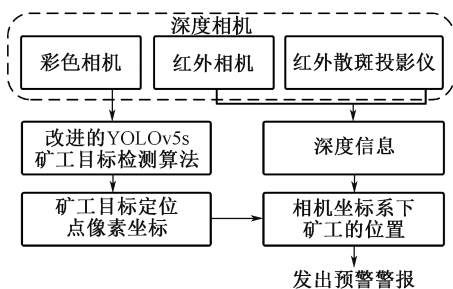 深度相机
彩色相机
红外相机
红外散斑投影仪
改进的YOLOv5s
矿工目标检测算法
深度信息
矿工目标定位
点像素坐标
相机坐标系下
矿工的位置
发出预警警报